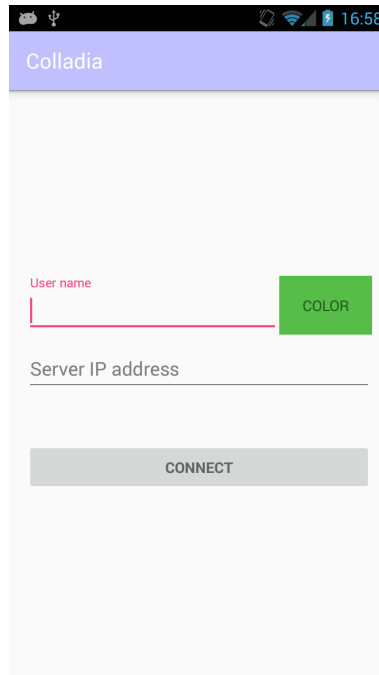 16:58
Colladia
User name
COLOR
Server IP address
CONNECT